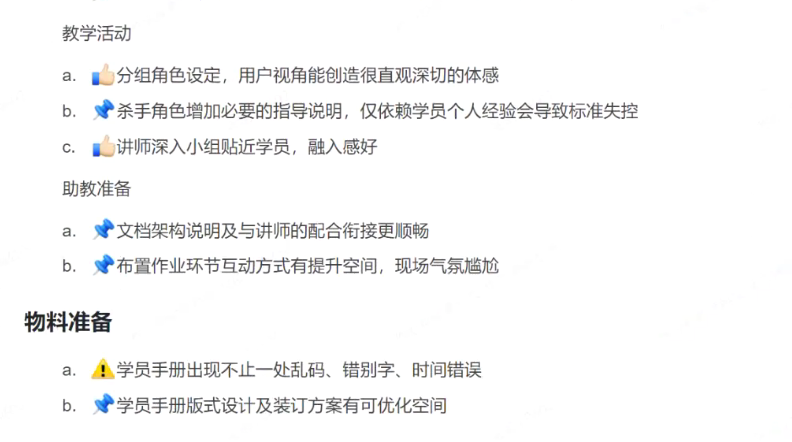 教学活动
a. 👍分组角色设定，用户视角能创造很直观深切的体感
b. 📌杀手角色增加必要的指导说明，仅依赖学员个人经验会导致标准失控
c. 👍讲师深入小组贴近学员，融入感好
助教准备
a. 📌文档架构说明及与讲师的配合衔接更顺畅
b. 📌布置作业环节互动方式有提升空间，现场气氛尴尬
物料准备
a. ⚠️学员手册出现不止一处乱码、错别字、时间错误
b. 📌学员手册版式设计及装订方案有可优化空间